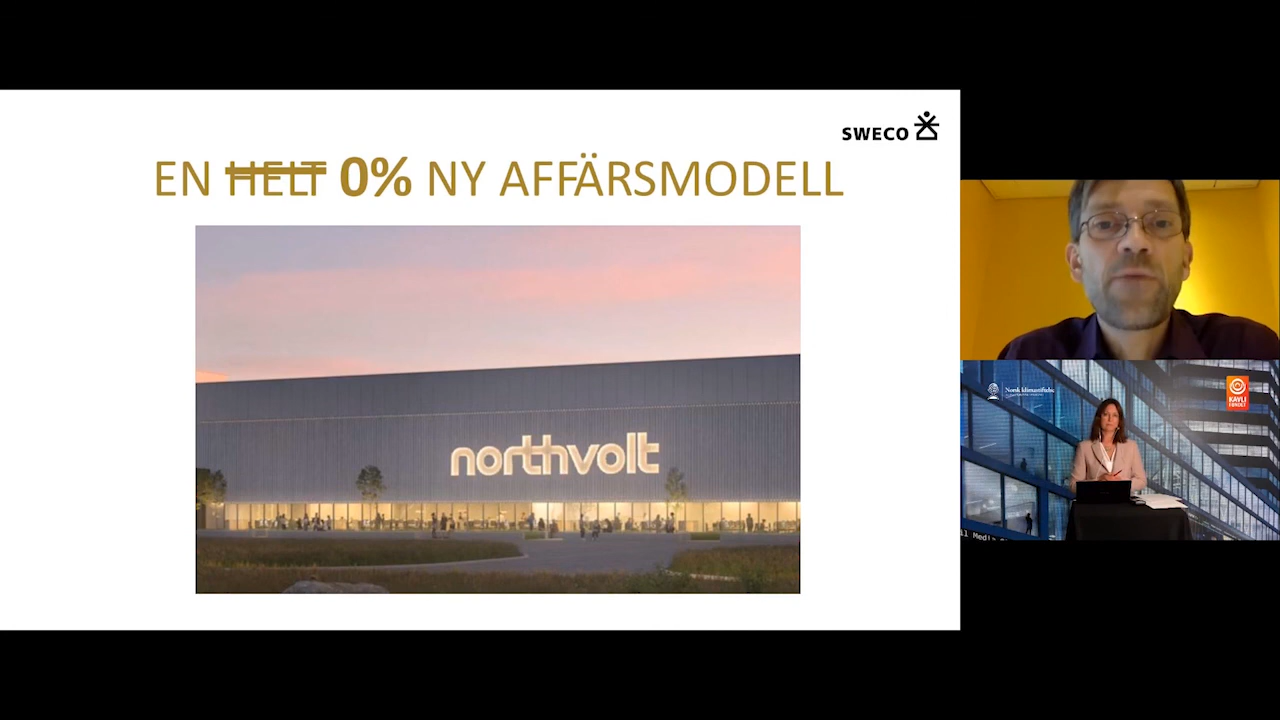 SWECO
EN HELT 0% NY AFFÄRSMODELL
northvolt
Norsk klimastiftelse
KAVLI
FONDET